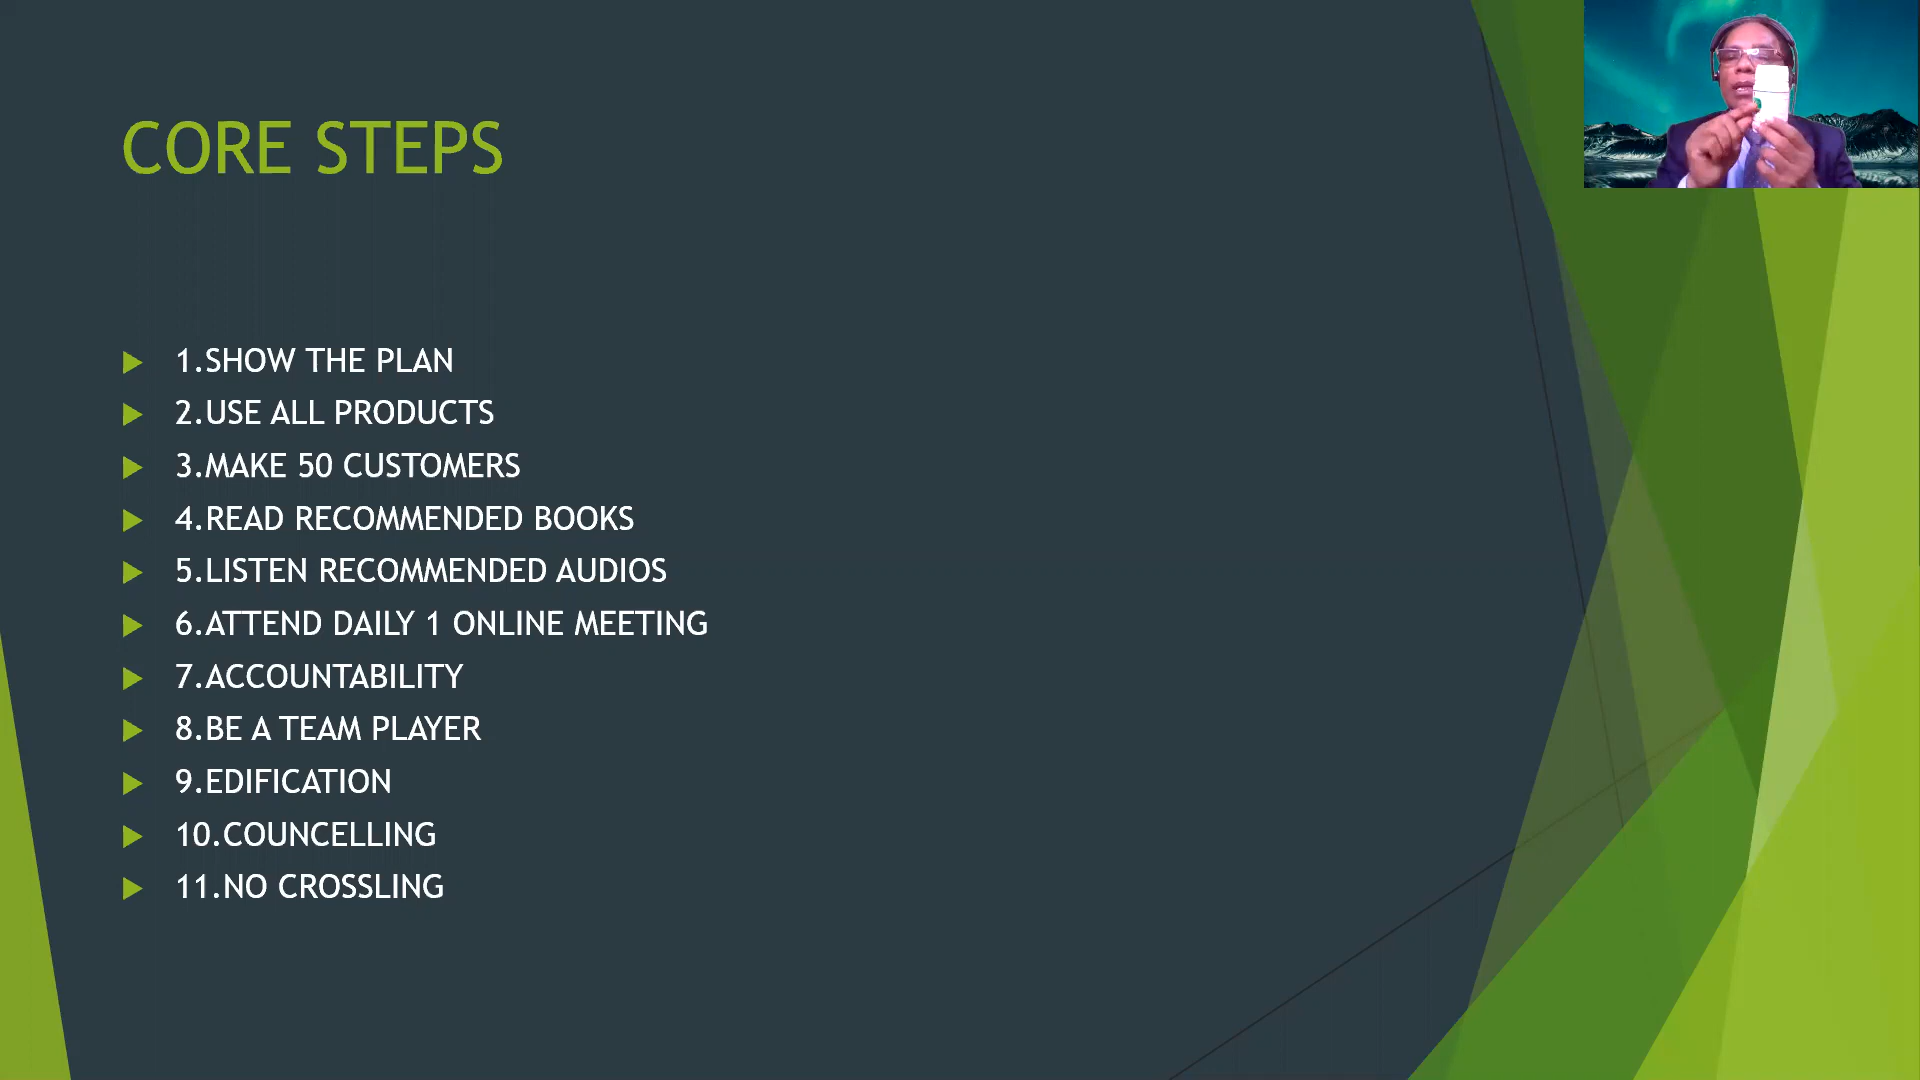 CORE STEPS
1.SHOW THE PLAN
2.USE ALL PRODUCTS
3.MAKE 50 CUSTOMERS
4.READ RECOMMENDED BOOKS
5.LISTEN RECOMMENDED AUDIOS
6.ATTEND DAILY 1 ONLINE MEETING
7.ACCOUNTABILITY
8.BE A TEAM PLAYER
9.EDIFICATION
10.COUNCELLING
11.NO CROSSLING